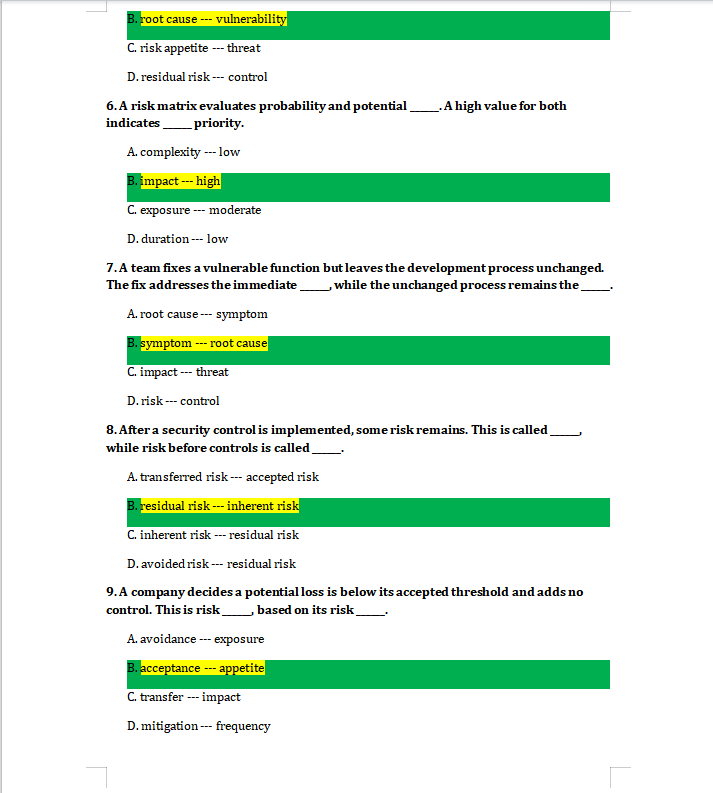 B. root cause --- vulnerability
C. risk appetite --- threat
D. residual risk --- control
6. A risk matrix evaluates probability and potential _____. A high value for both
indicates _____ priority.
A. complexity --- low
B. impact --- high
C. exposure --- moderate
D. duration --- low
7. A team fixes a vulnerable function but leaves the development process unchanged.
The fix addresses the immediate _____, while the unchanged process remains the _____.
A. root cause --- symptom
B. symptom --- root cause
C. impact --- threat
D. risk --- control
8. After a security control is implemented, some risk remains. This is called _____,
while risk before controls is called _____.
A. transferred risk --- accepted risk
B. residual risk --- inherent risk
C. inherent risk --- residual risk
D. avoided risk --- residual risk
9. A company decides a potential loss is below its accepted threshold and adds no
control. This is risk _____, based on its risk _____.
A. avoidance --- exposure
B. acceptance --- appetite
C. transfer --- impact
D. mitigation --- frequency